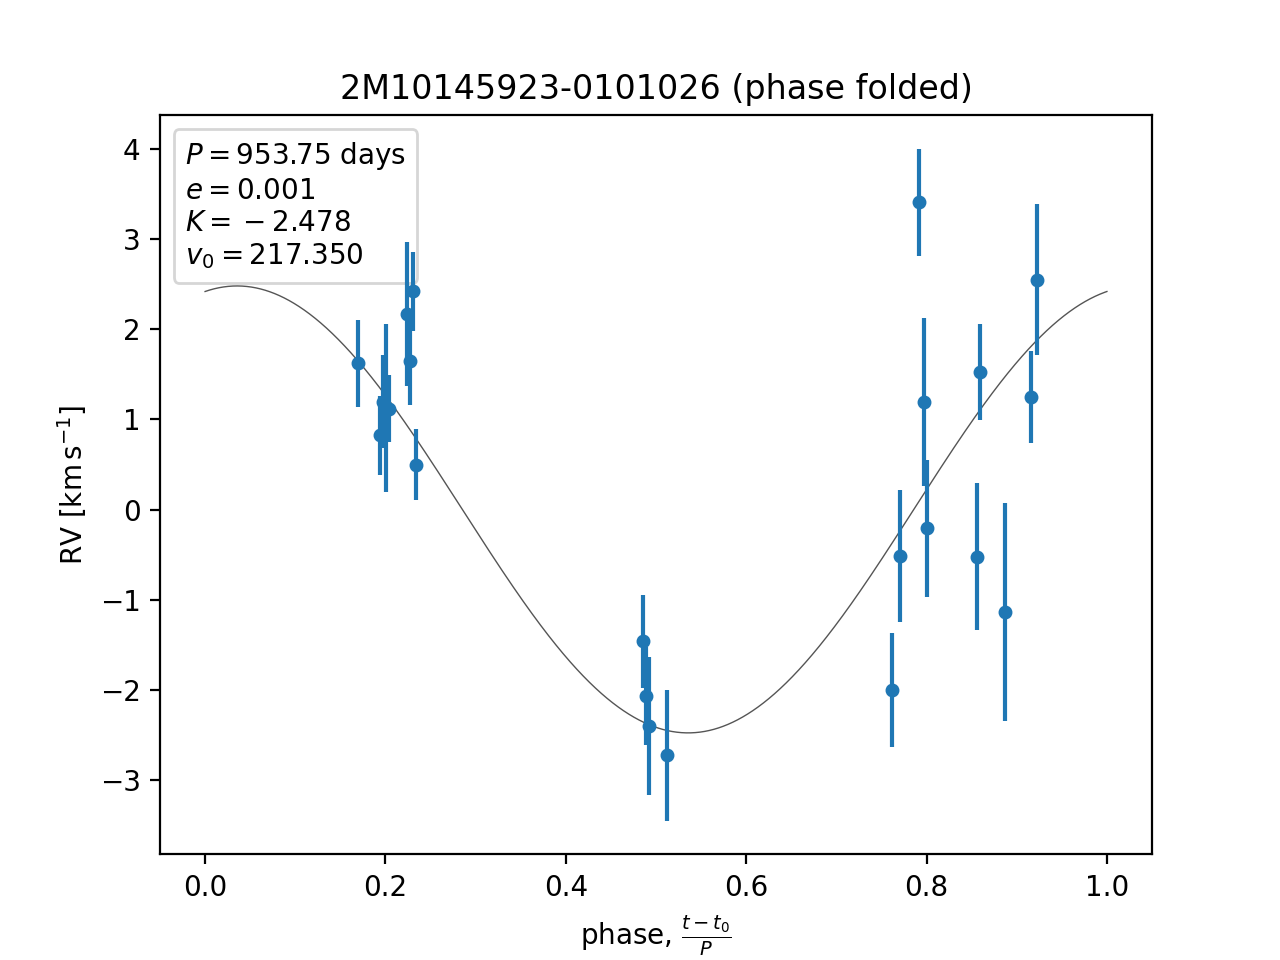 2M10145923-0101026 (phase folded)
P = 953.75 days
e = 0.001
K = − 2.478
v₀ = 217.350
4
3
2
1
0
−1
−2
−3
RV [km s⁻¹]
0.0 0.2 0.4 0.6 0.8 1.0
phase, (t − t₀)/P